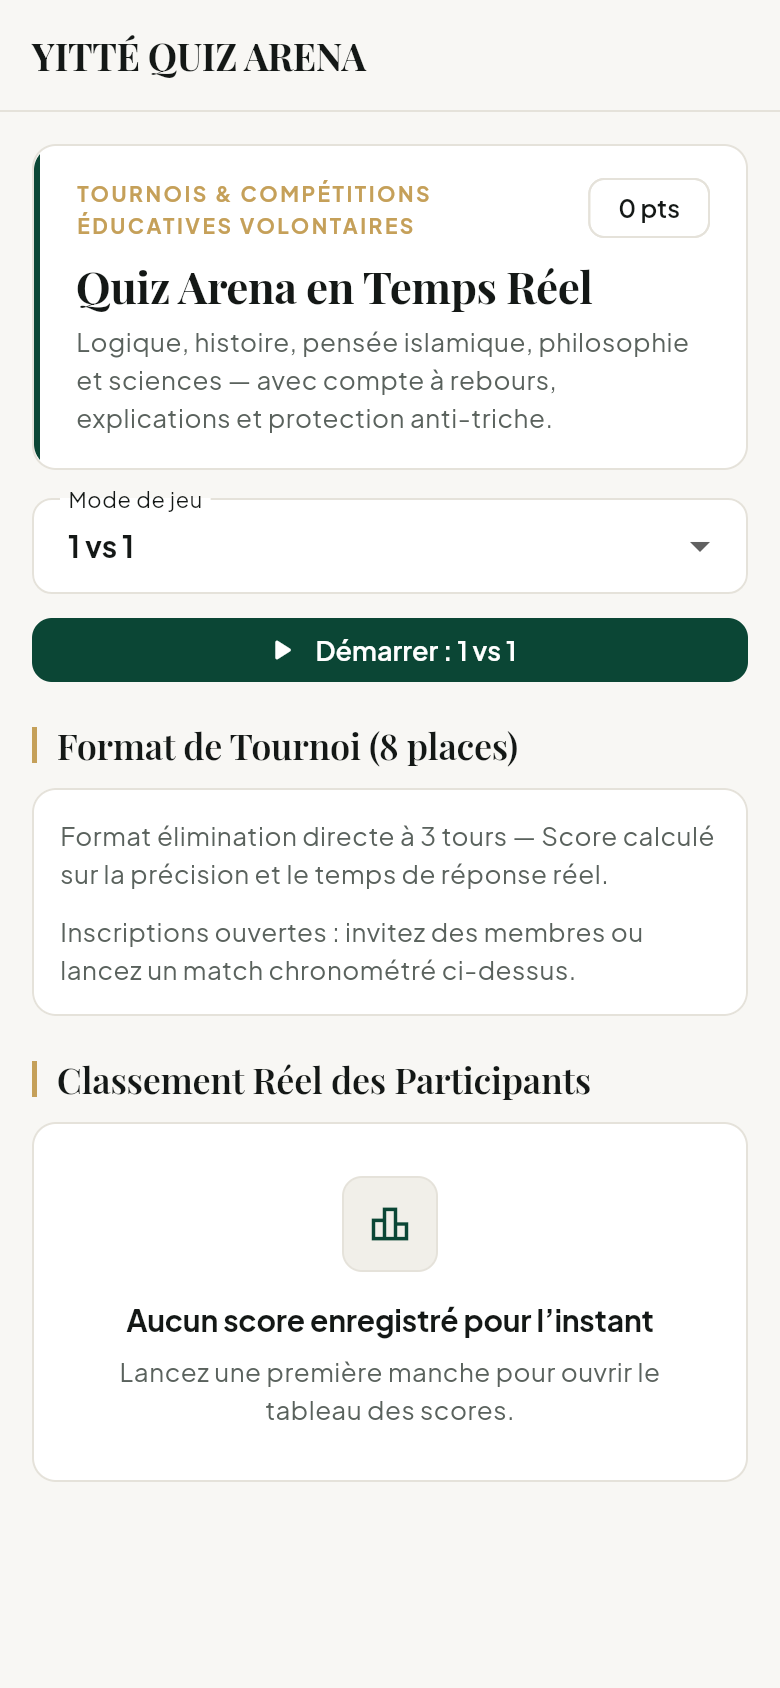 YITTÉ QUIZ ARENA
TOURNOIS & COMPÉTITIONS
ÉDUCATIVES VOLONTAIRES
0 pts
Quiz Arena en Temps Réel
Logique, histoire, pensée islamique, philosophie
et sciences — avec compte à rebours,
explications et protection anti-triche.
Mode de jeu
1 vs 1
Démarrer : 1 vs 1
Format de Tournoi (8 places)
Format élimination directe à 3 tours — Score calculé
sur la précision et le temps de réponse réel.
Inscriptions ouvertes : invitez des membres ou
lancez un match chronométré ci-dessus.
Classement Réel des Participants
Aucun score enregistré pour l’instant
Lancez une première manche pour ouvrir le
tableau des scores.